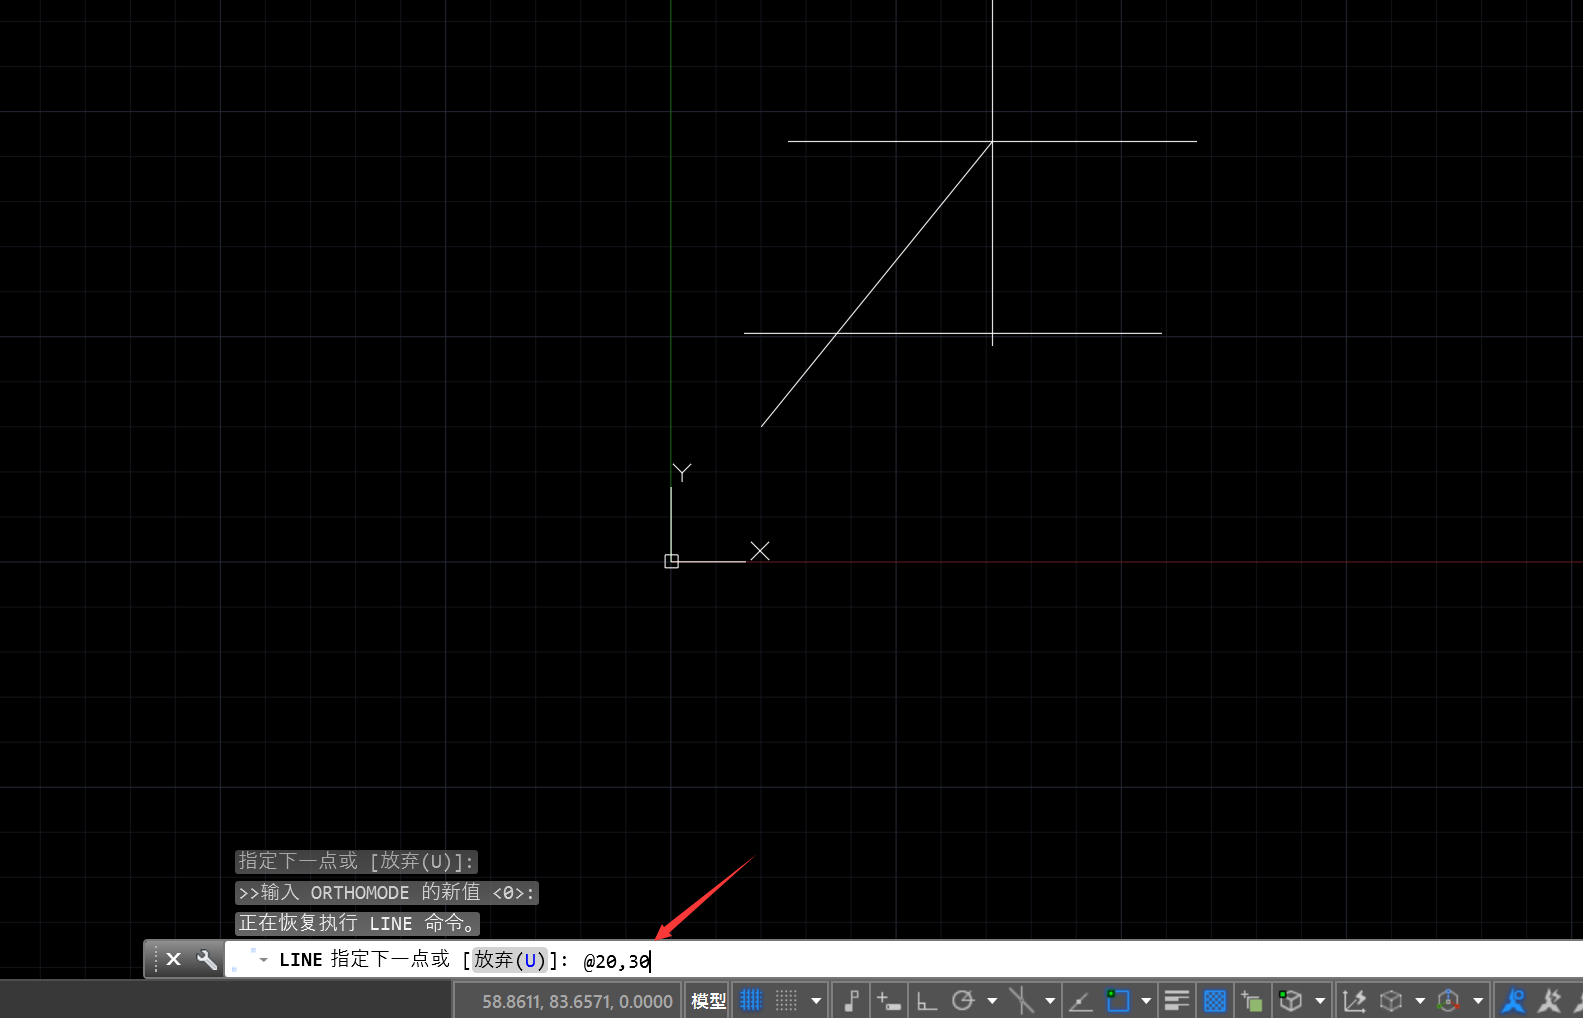 Y
X
指定下一点或 [放弃(U)]:
>>输入 ORTHOMODE 的新值 <0>:
正在恢复执行 LINE 命令。
LINE 指定下一点或 [放弃(U)]: @20,30
58.8611, 83.6571, 0.0000 模型